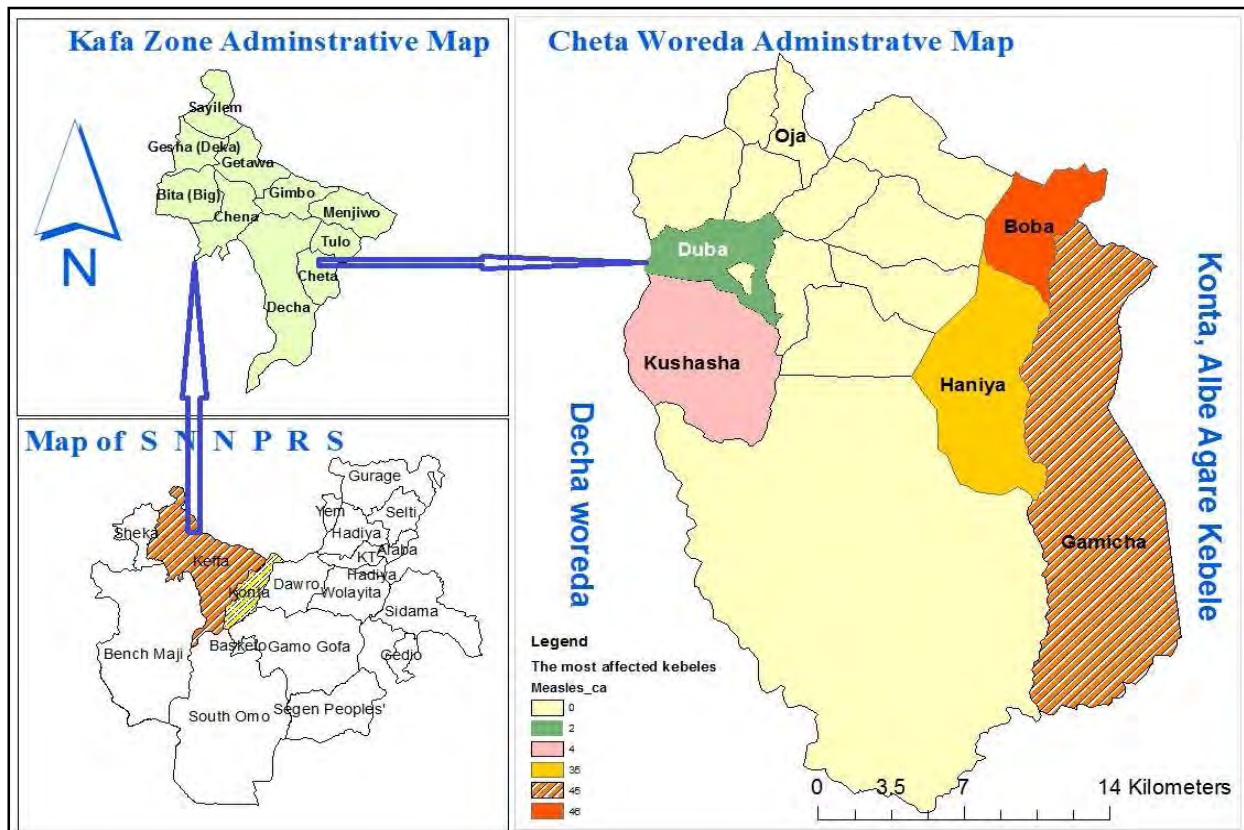 Kafa Zone Adminstrative Map
Sayilem
Gesha (Deka)
Getawa
Bita (Big)
Gimbo
Chena
Menjiwo
Tulo
Cheta
Decha
N
Map of S N N P R S
Gurage
Yem
Selti
Sheka
Hadiya
Alaba
KT
Keffa
Hadiya
Konta
Dawro
Wolayita
Sidama
Bench Maji
Basketo
Gamo Gofa
Gedio
South Omo
Segen Peoples'
Cheta Woreda Adminstratve Map
Oja
Boba
Duba
Kushasha
Haniya
Gamicha
Decha woreda
Konta, Albe Agare Kebele
Legend
The most affected kebeles
Measles_ca
0
2
4
0 3.5 7 14 Kilometers